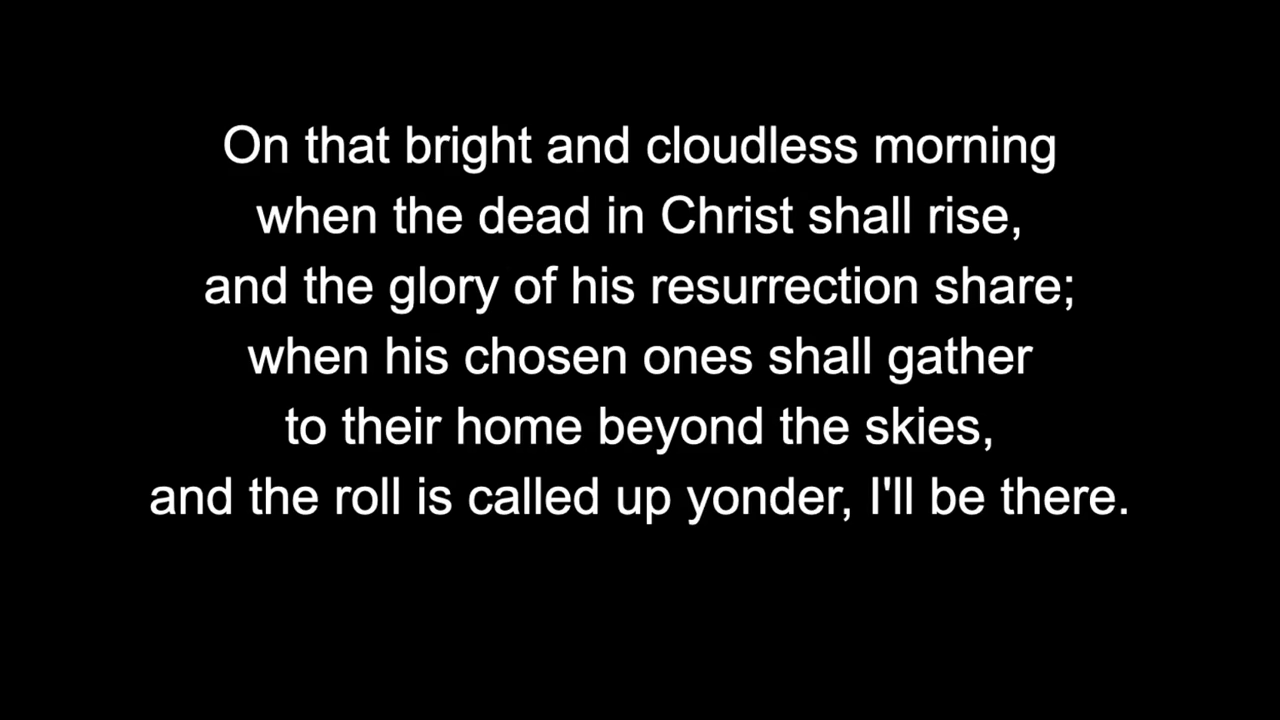 On that bright and cloudless morning
when the dead in Christ shall rise,
and the glory of his resurrection share;
when his chosen ones shall gather
to their home beyond the skies,
and the roll is called up yonder, I'll be there.